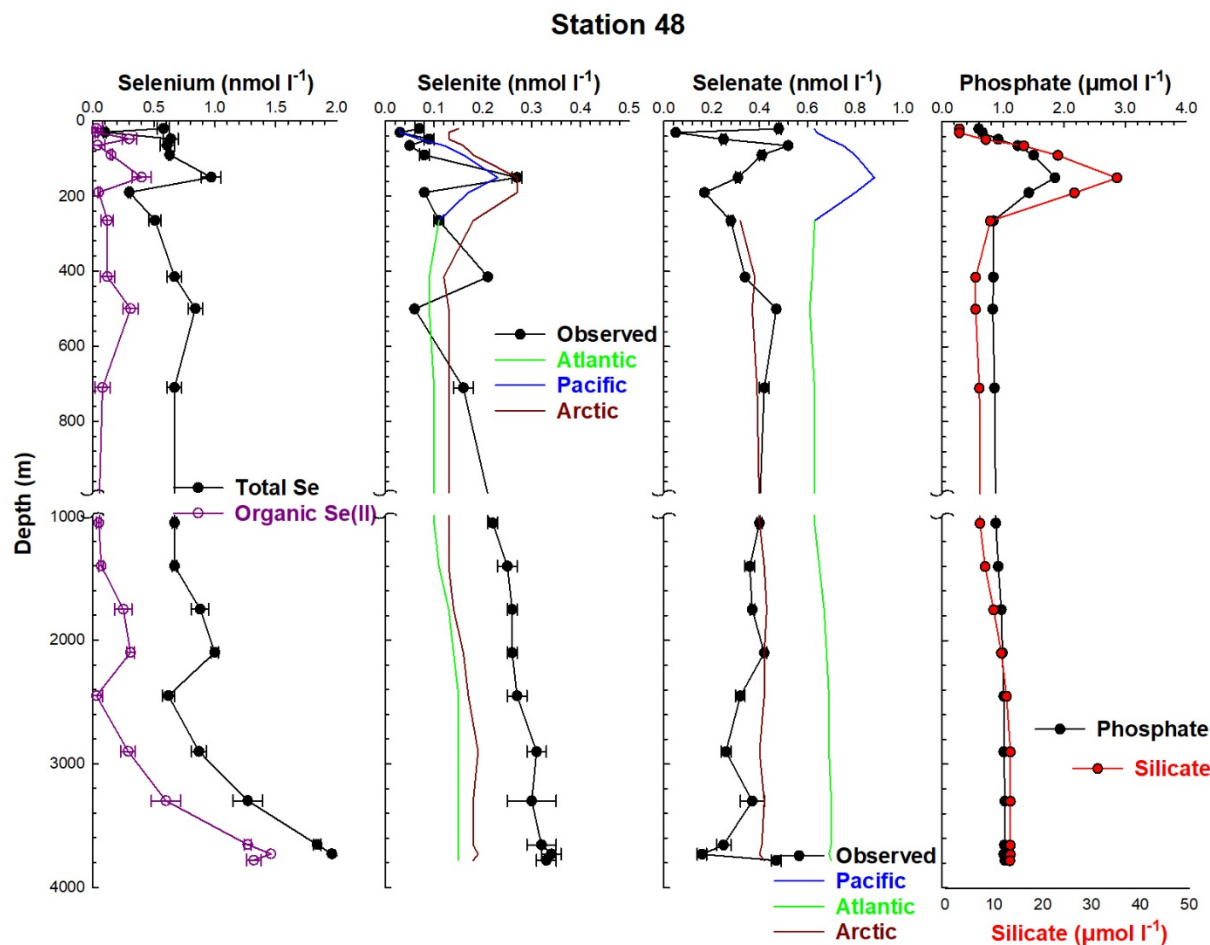 Station 48
Selenium (nmol l-1)
0.0 0.5 1.0 1.5 2.0
Selenite (nmol l-1)
0.1 0.2 0.3 0.4 0.5
Selenate (nmol l-1)
0.0 0.2 0.4 0.6 0.8 1.0
Phosphate (µmol l-1)
0.0 1.0 2.0 3.0 4.0
Depth (m)
0
200
400
600
800
1000
2000
3000
4000
Total Se
Organic Se(II)
Observed
Atlantic
Pacific
Arctic
Observed
Pacific
Atlantic
Arctic
Phosphate
Silicate
0 10 20 30 40 50
Silicate (µmol l-1)